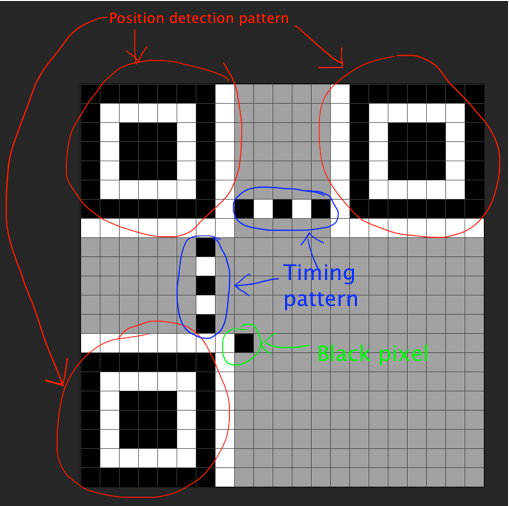 Position detection pattern
Timing
pattern
Black pixel